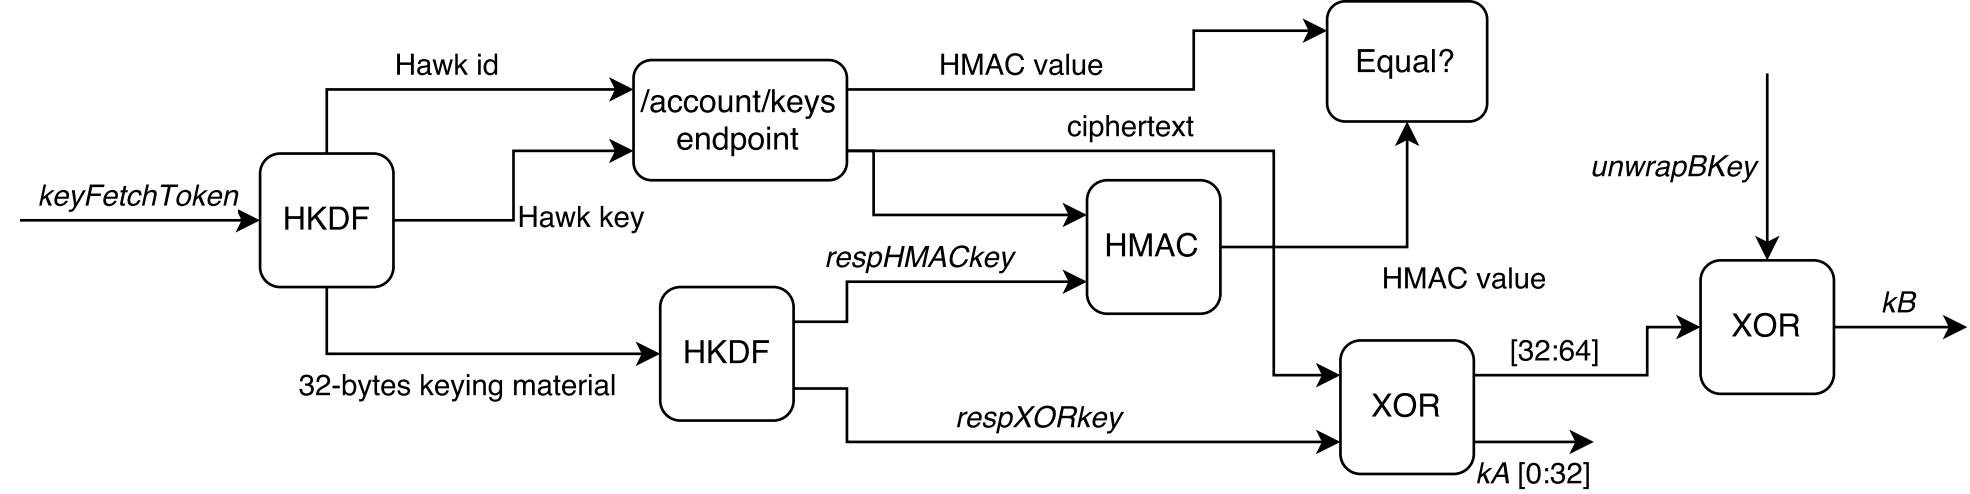 Equal?
Hawk id
HMAC value
/account/keys
endpoint
ciphertext
unwrapBKey
keyFetchToken
HKDF
Hawk key
HMAC
respHMACkey
HMAC value
kB
XOR
HKDF
[32:64]
32-bytes keying material
XOR
respXORkey
kA [0:32]